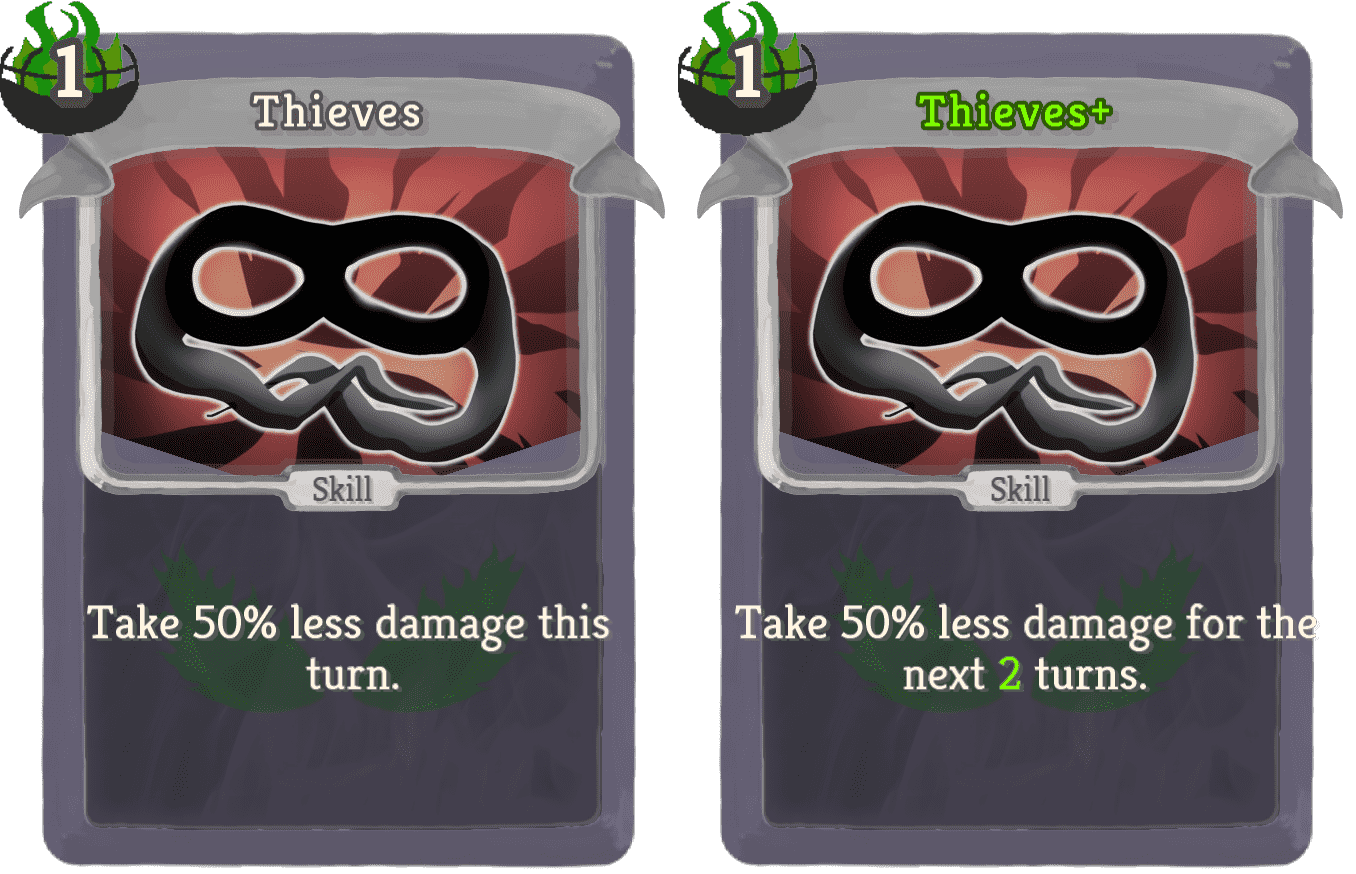 1
Thieves
Skill
Take 50% less damage this
turn.
1
Thieves+
Skill
Take 50% less damage for the
next 2 turns.